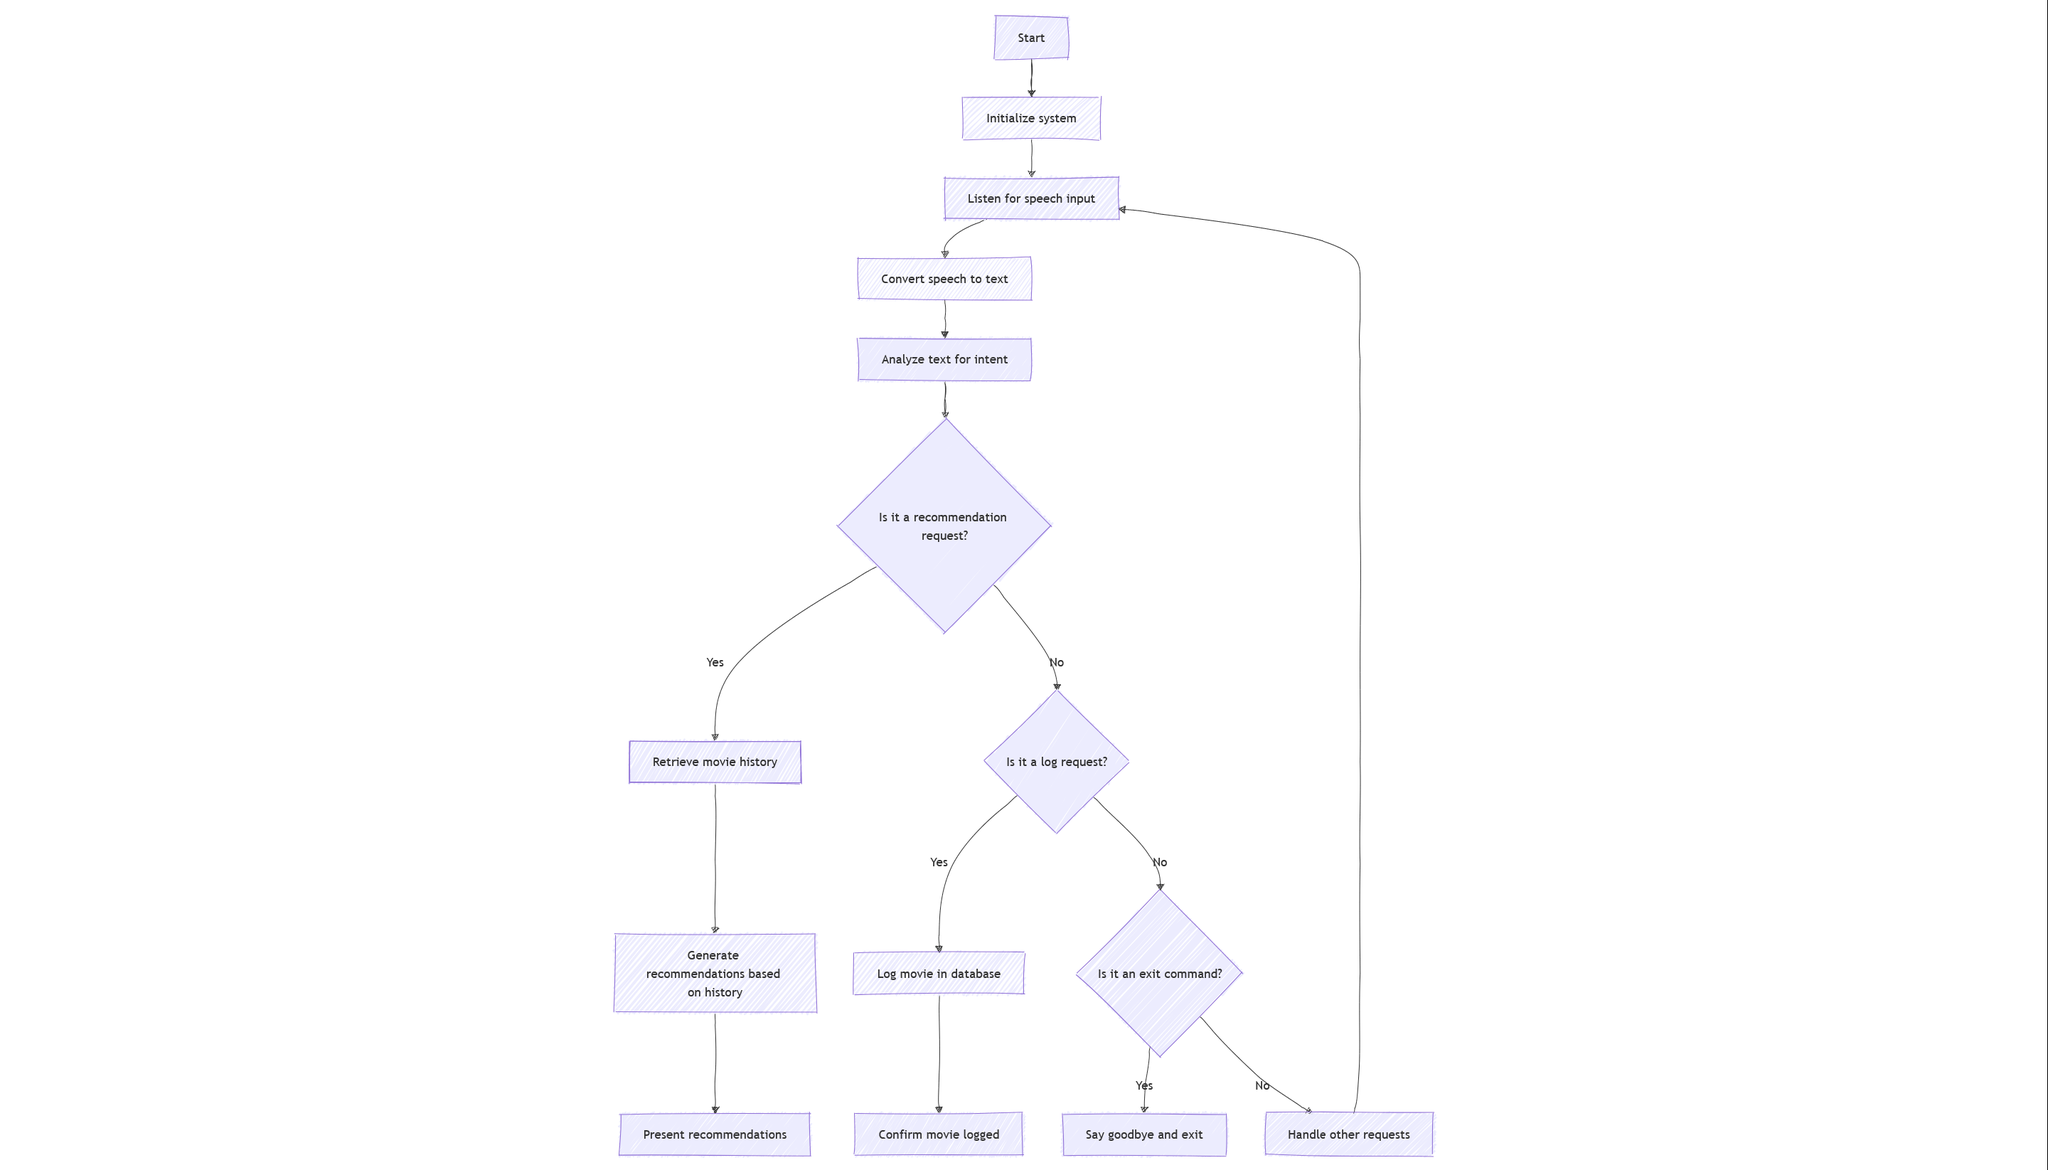 Start
Initialize system
Listen for speech input
Convert speech to text
Analyze text for intent
Is it a recommendation
request?
Yes
No
Retrieve movie history
Is it a log request?
Yes
No
Generate
recommendations based
on history
Log movie in database
Is it an exit command?
Yes
No
Present recommendations
Confirm movie logged
Say goodbye and exit
Handle other requests